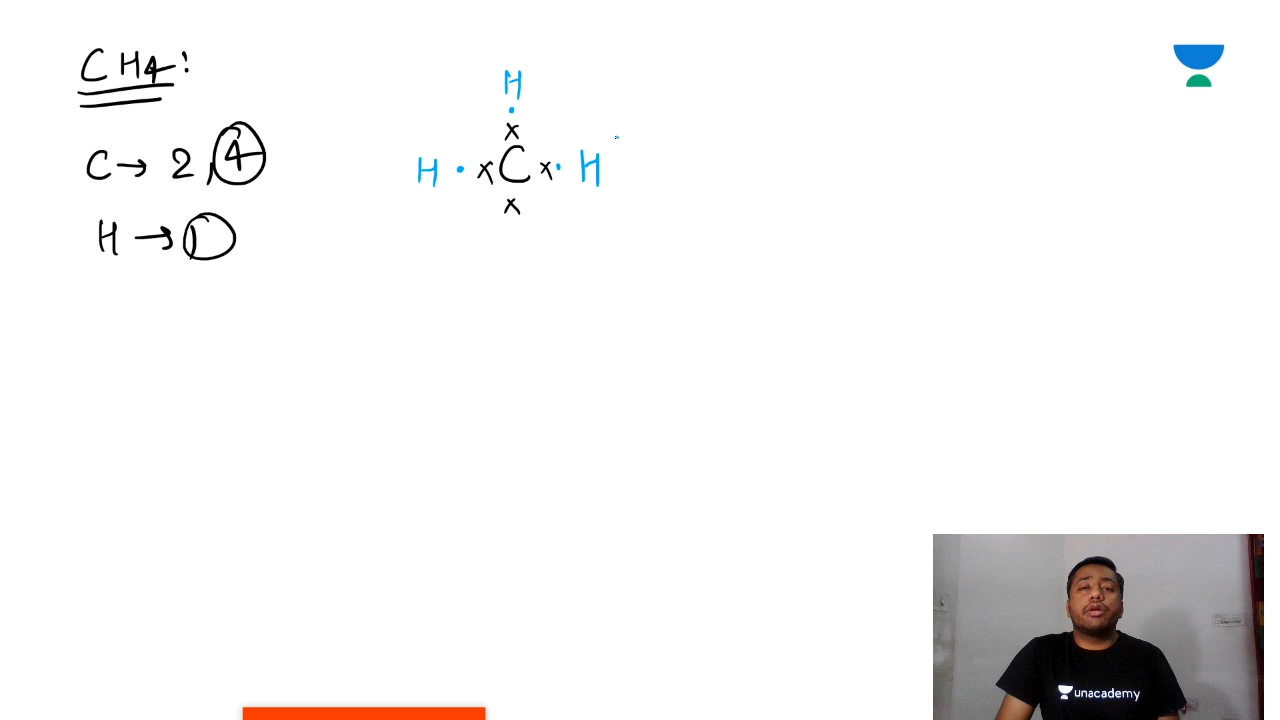 CH4:
C → 2,4
H → 1
H
H · x C x · H
x
x
unacademy